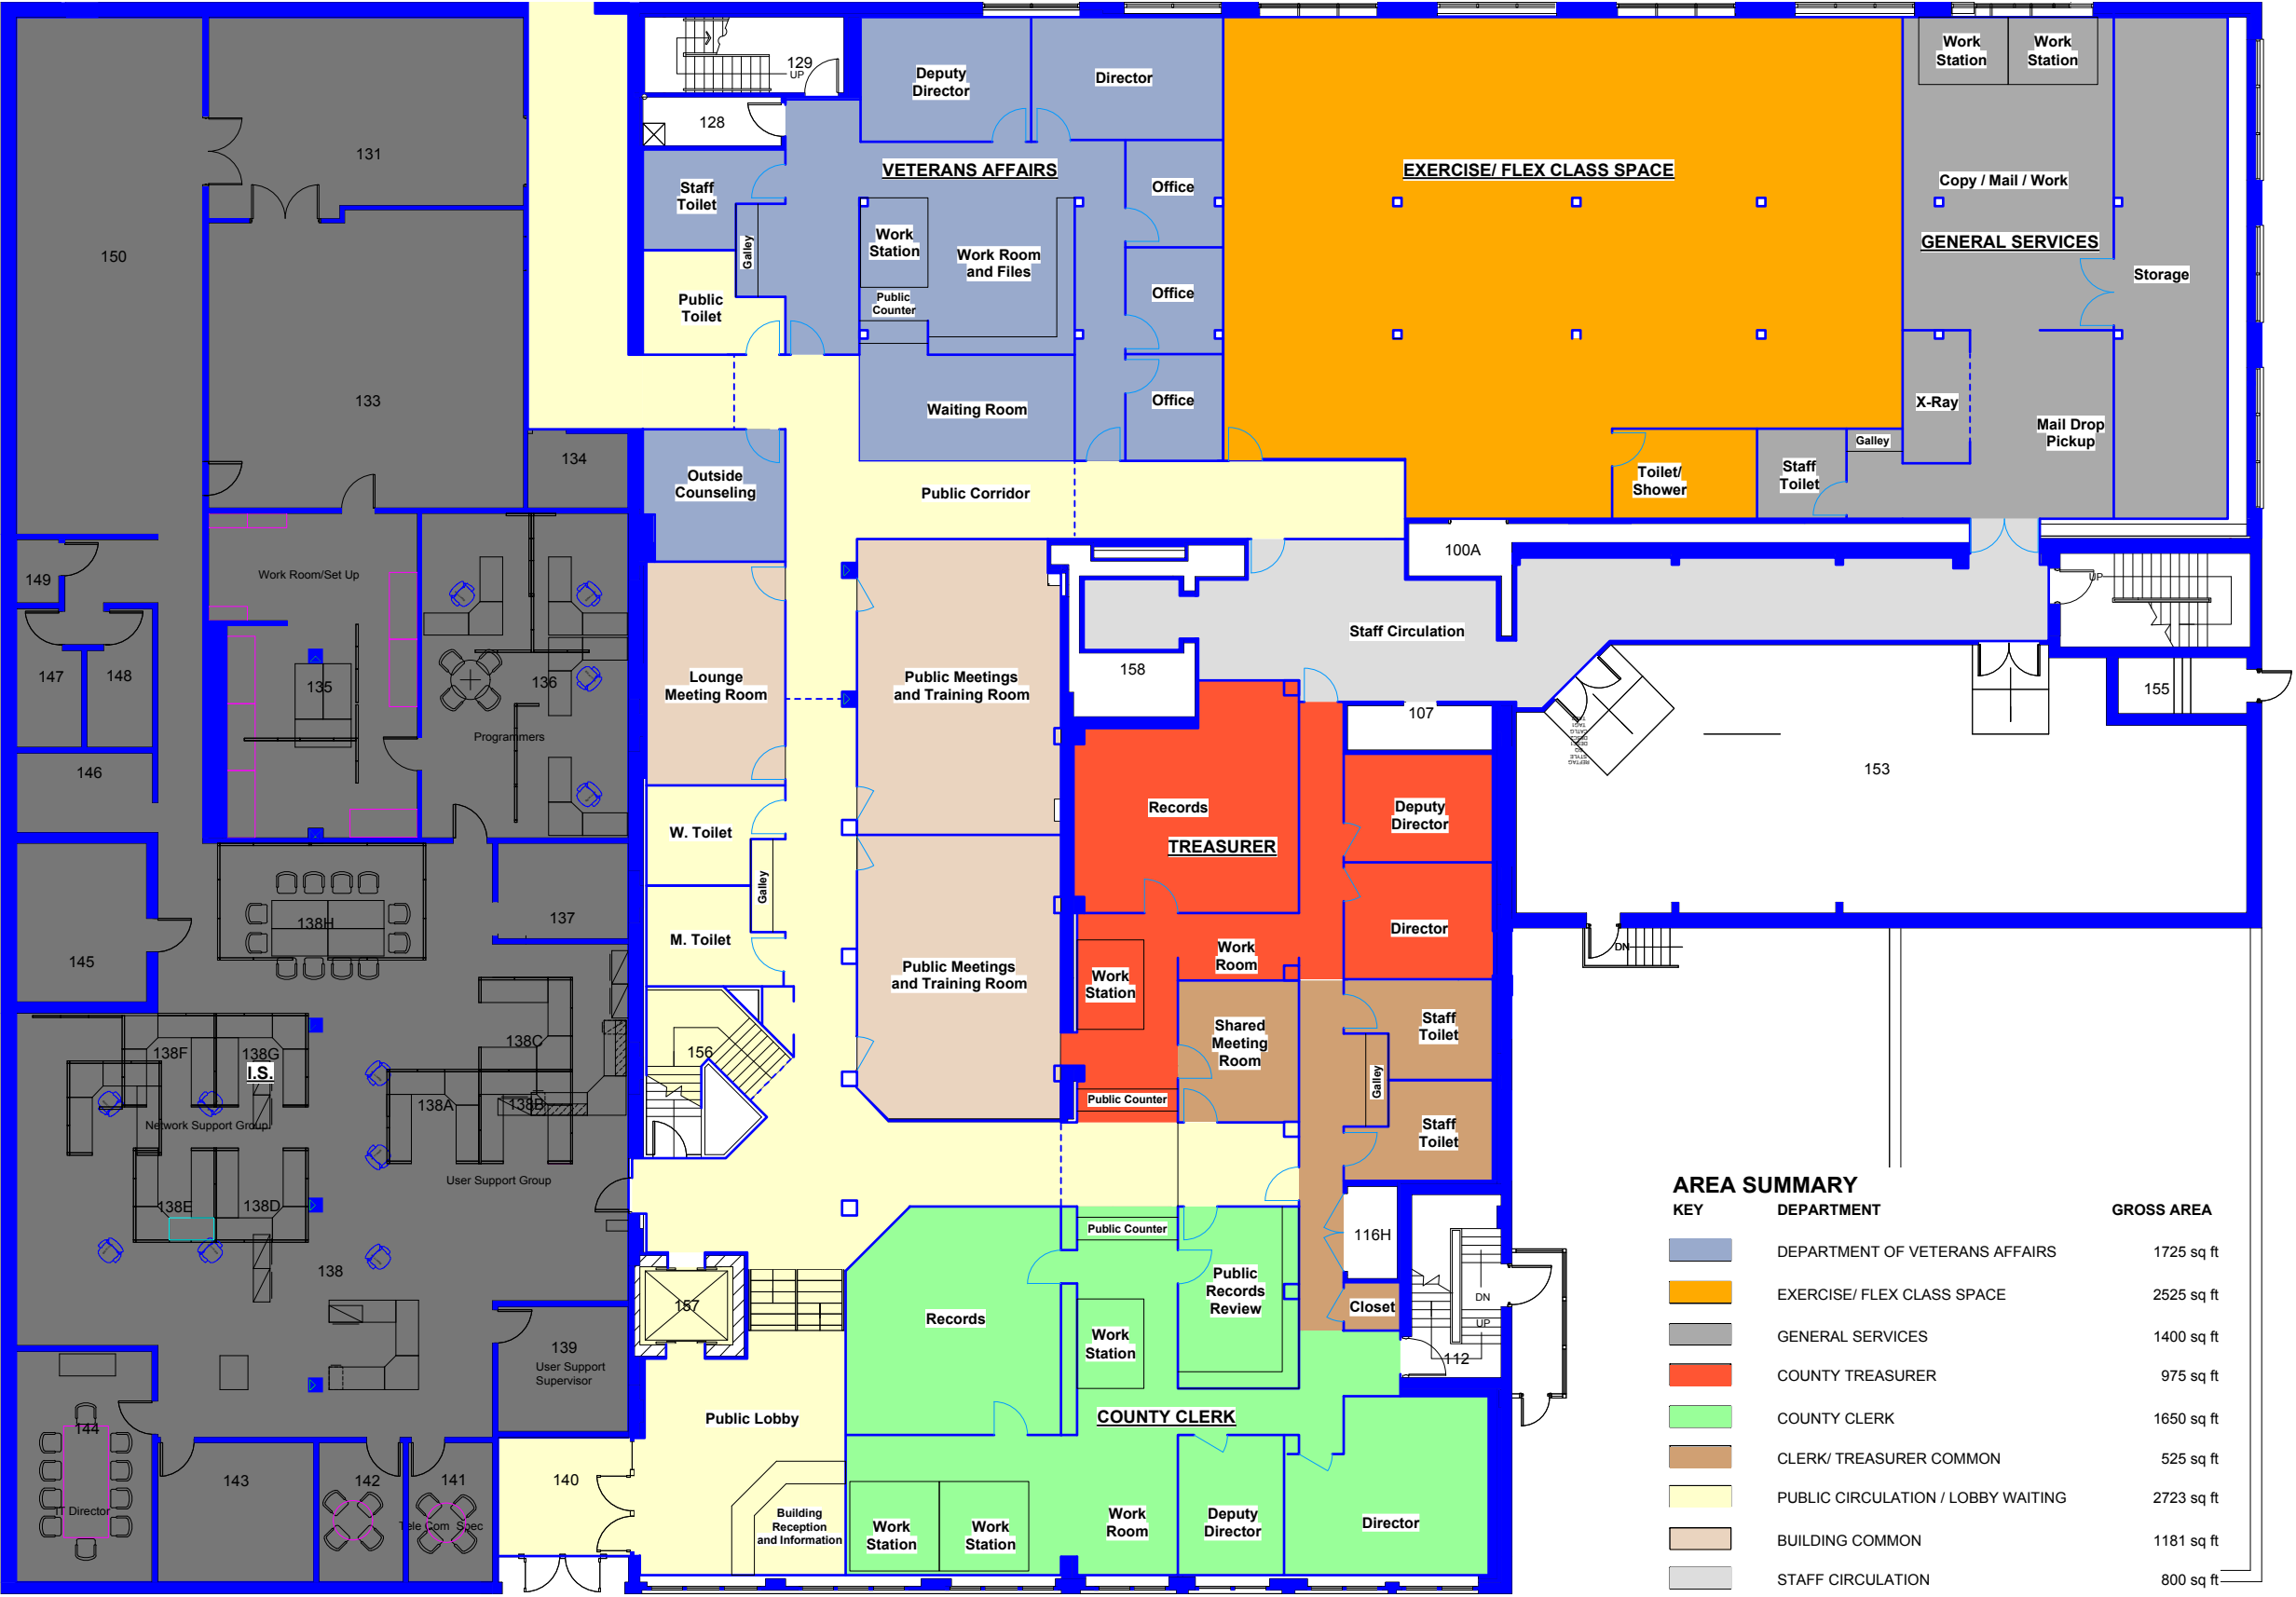 129
UP
128
131
150
133
134
Deputy
Director
Director
VETERANS AFFAIRS
Staff
Toilet
Galley
Public
Toilet
Work
Station
Work Room
and Files
Public
Counter
Office
Office
Office
Waiting Room
Outside
Counseling
Public Corridor
EXERCISE/ FLEX CLASS SPACE
Toilet/
Shower
Work
Station
Work
Station
Copy / Mail / Work
GENERAL SERVICES
Storage
X-Ray
Mail Drop
Pickup
Galley
Staff
Toilet
100A
149
Work Room/Set Up
147
148
135
136
Programmers
146
145
137
138H
Lounge
Meeting Room
Public Meetings
and Training Room
158
Staff Circulation
UP
155
107
153
REFTAG
STYLE
W. Toilet
Galley
M. Toilet
Records
TREASURER
Deputy
Director
Director
Work
Room
Work
Station
Public Meetings
and Training Room
Shared
Meeting
Room
Staff
Toilet
Galley
Staff
Toilet
Public Counter
DN
138F
138G
I.S.
138C
138A
138B
Network Support Group
User Support Group
138E
138D
138
156
157
139
User Support
Supervisor
144
IT Director
143
142
141
Tele Com Spec
140
Public Lobby
Building
Reception
and Information
Public Counter
Records
Work
Station
Public
Records
Review
116H
Closet
DN
UP
112
COUNTY CLERK
Work
Station
Work
Station
Work
Room
Deputy
Director
Director
AREA SUMMARY
KEY DEPARTMENT GROSS AREA
DEPARTMENT OF VETERANS AFFAIRS 1725 sq ft
EXERCISE/ FLEX CLASS SPACE 2525 sq ft
GENERAL SERVICES 1400 sq ft
COUNTY TREASURER 975 sq ft
COUNTY CLERK 1650 sq ft
CLERK/ TREASURER COMMON 525 sq ft
PUBLIC CIRCULATION / LOBBY WAITING 2723 sq ft
BUILDING COMMON 1181 sq ft
STAFF CIRCULATION 800 sq ft